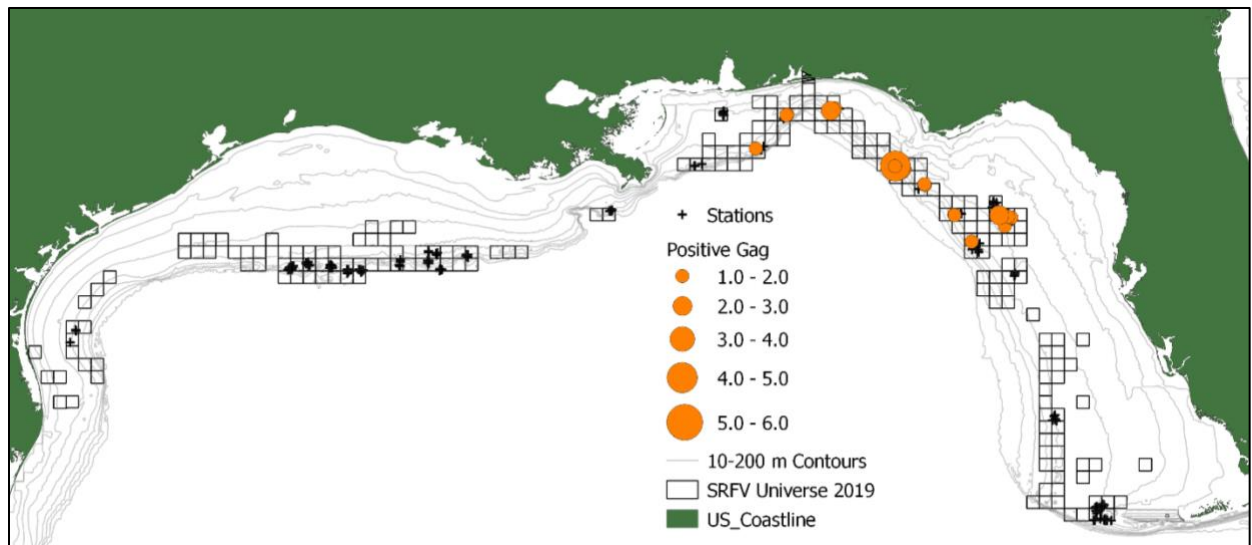 Stations
Positive Gag
1.0 - 2.0
2.0 - 3.0
3.0 - 4.0
4.0 - 5.0
5.0 - 6.0
10-200 m Contours
SRFV Universe 2019
US_Coastline